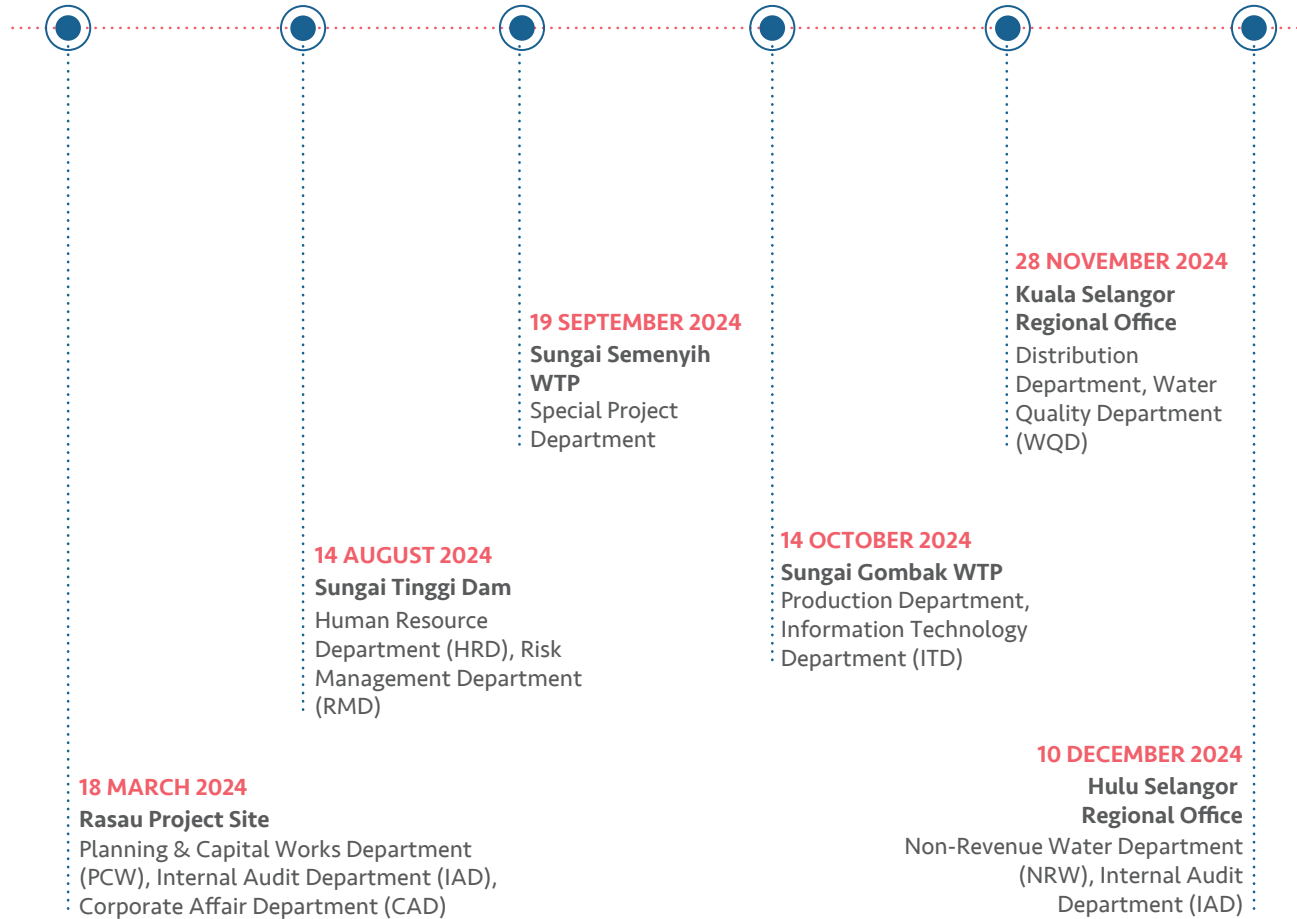 18 MARCH 2024
Rasau Project Site
Planning & Capital Works Department
(PCW), Internal Audit Department (IAD),
Corporate Affair Department (CAD)
14 AUGUST 2024
Sungai Tinggi Dam
Human Resource
Department (HRD), Risk
Management Department
(RMD)
19 SEPTEMBER 2024
Sungai Semenyih
WTP
Special Project
Department
14 OCTOBER 2024
Sungai Gombak WTP
Production Department,
Information Technology
Department (ITD)
28 NOVEMBER 2024
Kuala Selangor
Regional Office
Distribution
Department, Water
Quality Department
(WQD)
10 DECEMBER 2024
Hulu Selangor
Regional Office
Non-Revenue Water Department
(NRW), Internal Audit
Department (IAD)